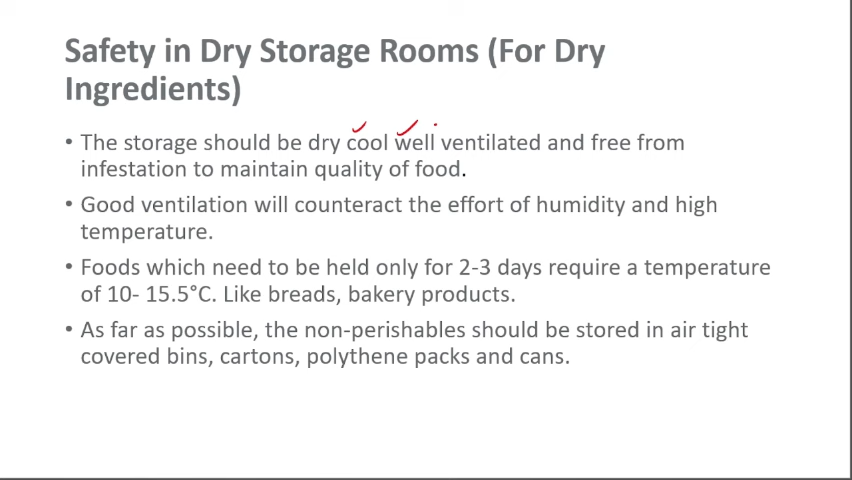 Safety in Dry Storage Rooms (For Dry
Ingredients)
• The storage should be dry cool well ventilated and free from
infestation to maintain quality of food.
• Good ventilation will counteract the effort of humidity and high
temperature.
• Foods which need to be held only for 2-3 days require a temperature
of 10- 15.5°C. Like breads, bakery products.
• As far as possible, the non-perishables should be stored in air tight
covered bins, cartons, polythene packs and cans.